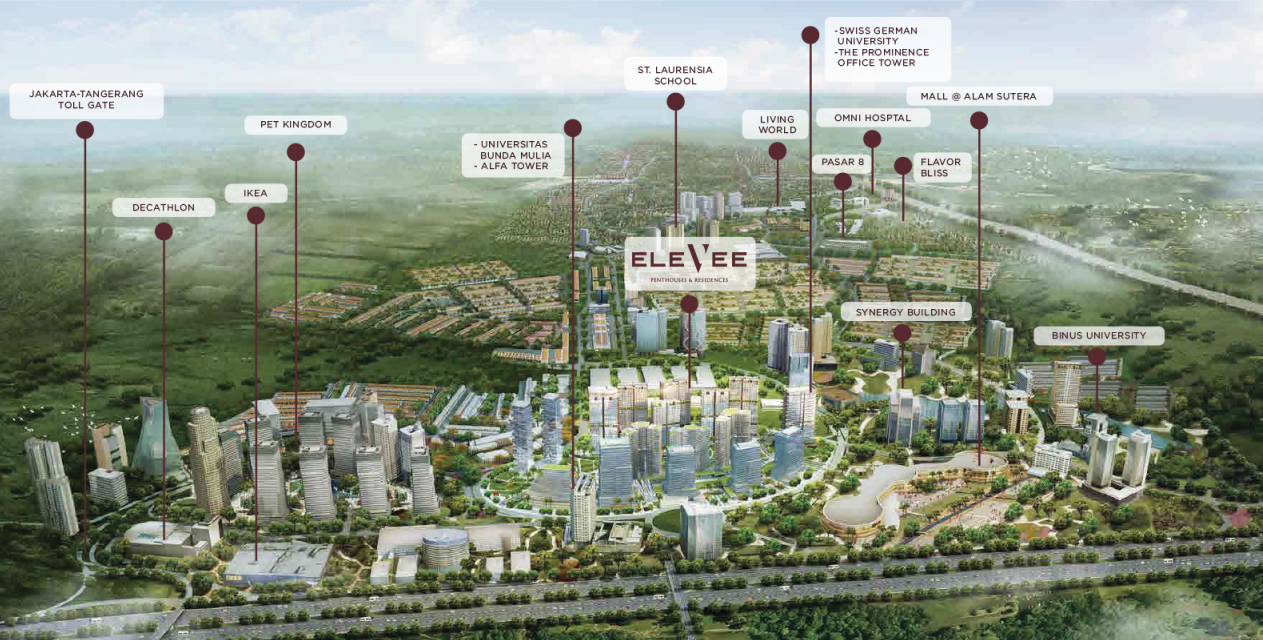 -SWISS GERMAN
UNIVERSITY
-THE PROMINENCE
OFFICE TOWER
ST. LAURENSIA
SCHOOL
JAKARTA-TANGERANG
TOLL GATE
MALL @ ALAM SUTERA
PET KINGDOM
LIVING
WORLD
OMNI HOSPTAL
- UNIVERSITAS
BUNDA MULIA
- ALFA TOWER
PASAR 8
FLAVOR
BLISS
IKEA
DECATHLON
ELEVEE
PENTHOUSES & RESIDENCES
SYNERGY BUILDING
BINUS UNIVERSITY